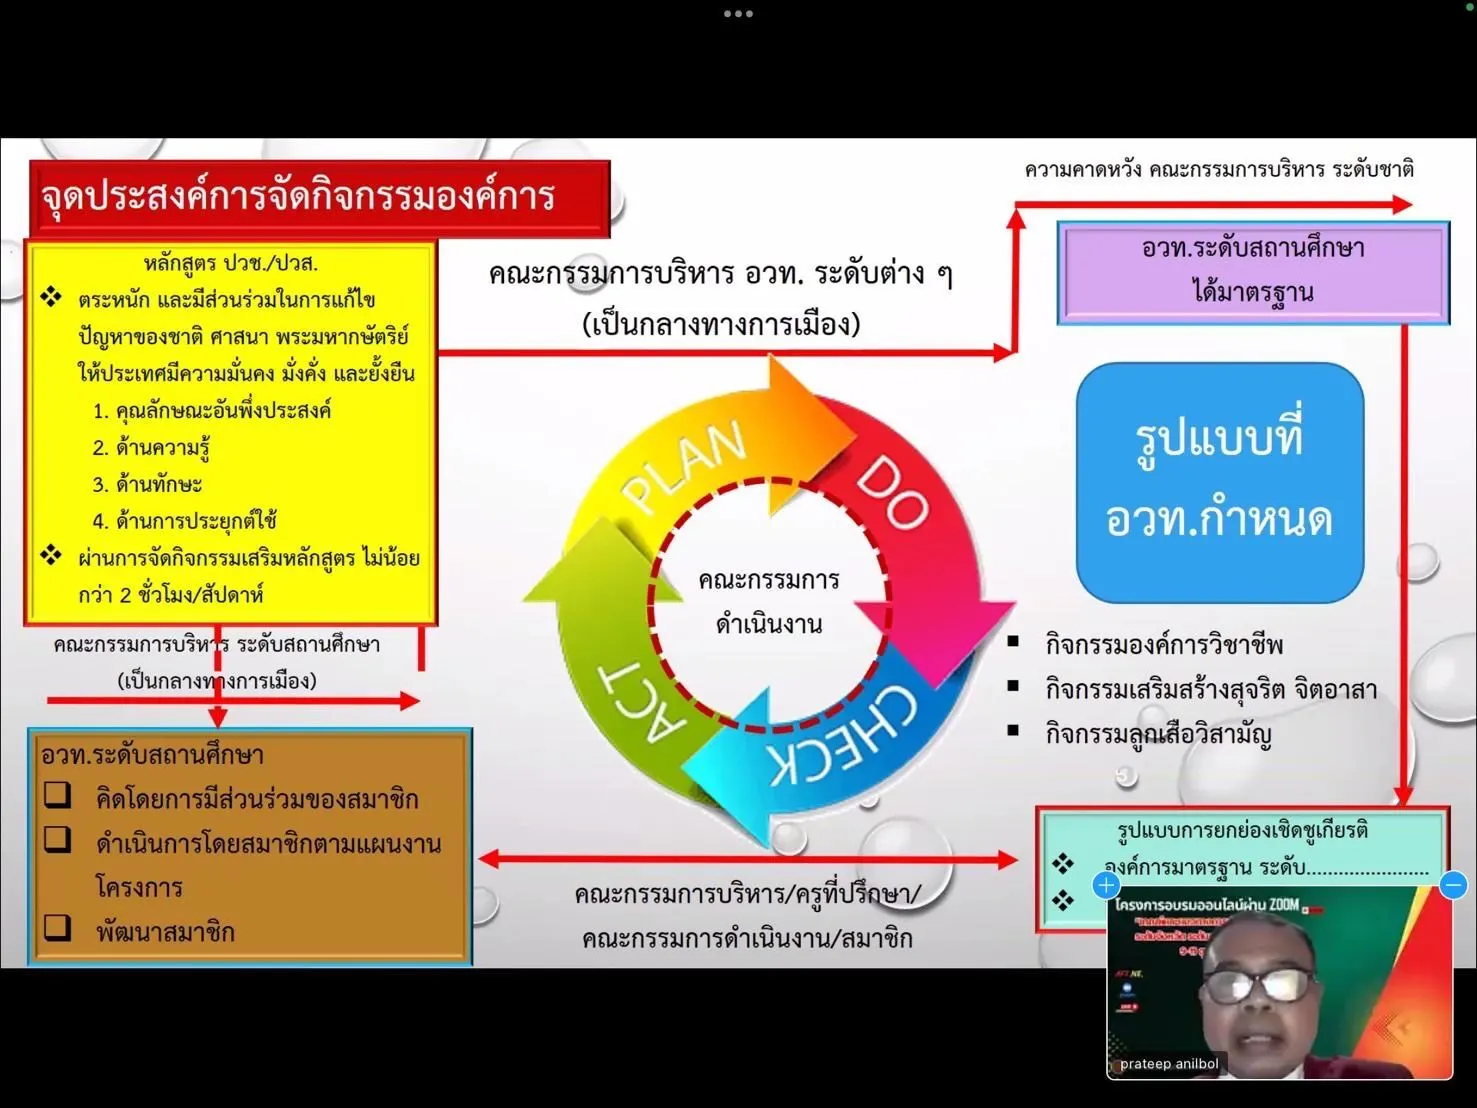 จุดประสงค์การจัดกิจกรรมองค์การ
หลักสูตร ปวช./ปวส.
❖ ตระหนัก และมีส่วนร่วมในการแก้ไข
ปัญหาของชาติ ศาสนา พระมหากษัตริย์
ให้ประเทศมีความมั่นคง มั่งคั่ง และยั้งยืน
1. คุณลักษณะอันพึ่งประสงค์
2. ด้านความรู้
3. ด้านทักษะ
4. ด้านการประยุกต์ใช้
❖ ผ่านการจัดกิจกรรมเสริมหลักสูตร ไม่น้อย
กว่า 2 ชั่วโมง/สัปดาห์
คณะกรรมการบริหาร ระดับสถานศึกษา
(เป็นกลางทางการเมือง)
อวท.ระดับสถานศึกษา
❑ คิดโดยการมีส่วนร่วมของสมาชิก
❑ ดำเนินการโดยสมาชิกตามแผนงาน
โครงการ
❑ พัฒนาสมาชิก
คณะกรรมการบริหาร อวท. ระดับต่าง ๆ
(เป็นกลางทางการเมือง)
PLAN
DO
CHECK
ACT
คณะกรรมการ
ดำเนินงาน
คณะกรรมการบริหาร/ครูที่ปรึกษา/
คณะกรรมการดำเนินงาน/สมาชิก
ความคาดหวัง คณะกรรมการบริหาร ระดับชาติ
อวท.ระดับสถานศึกษา
ได้มาตรฐาน
รูปแบบที่
อวท.กำหนด
▪ กิจกรรมองค์การวิชาชีพ
▪ กิจกรรมเสริมสร้างสุจริต จิตอาสา
▪ กิจกรรมลูกเสือวิสามัญ
รูปแบบการยกย่องเชิดชูเกียรติ
❖ องค์การมาตรฐาน ระดับ.......................
❖
โครงการอบรมออนไลน์ผ่าน ZOOM
prateep anilbol